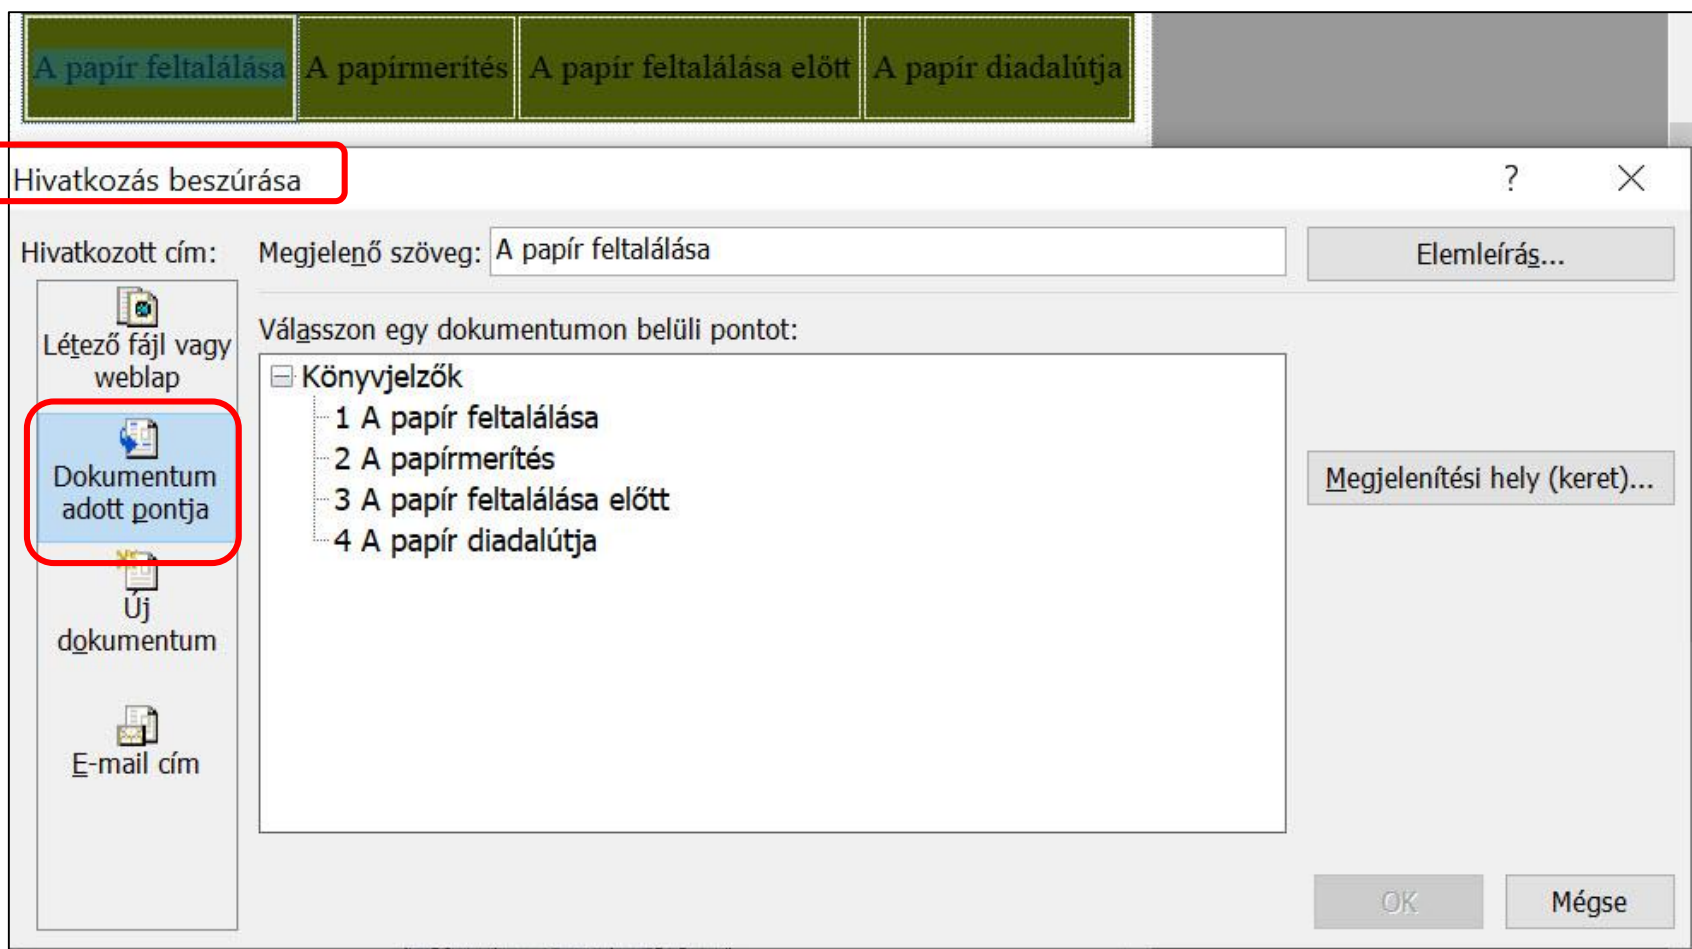 A papír feltalálása A papírmerítés A papír feltalálása előtt A papír diadalútja
Hivatkozás beszúrása ?
Hivatkozott cím: Megjelenő szöveg: A papír feltalálása Elemleírás...
Létező fájl vagy
weblap
Dokumentum
adott pontja
Új
dokumentum
E-mail cím
Válasszon egy dokumentumon belüli pontot:
Könyvjelzők
1 A papír feltalálása
2 A papírmerítés
3 A papír feltalálása előtt
4 A papír diadalútja
Megjelenítési hely (keret)...
OK Mégse